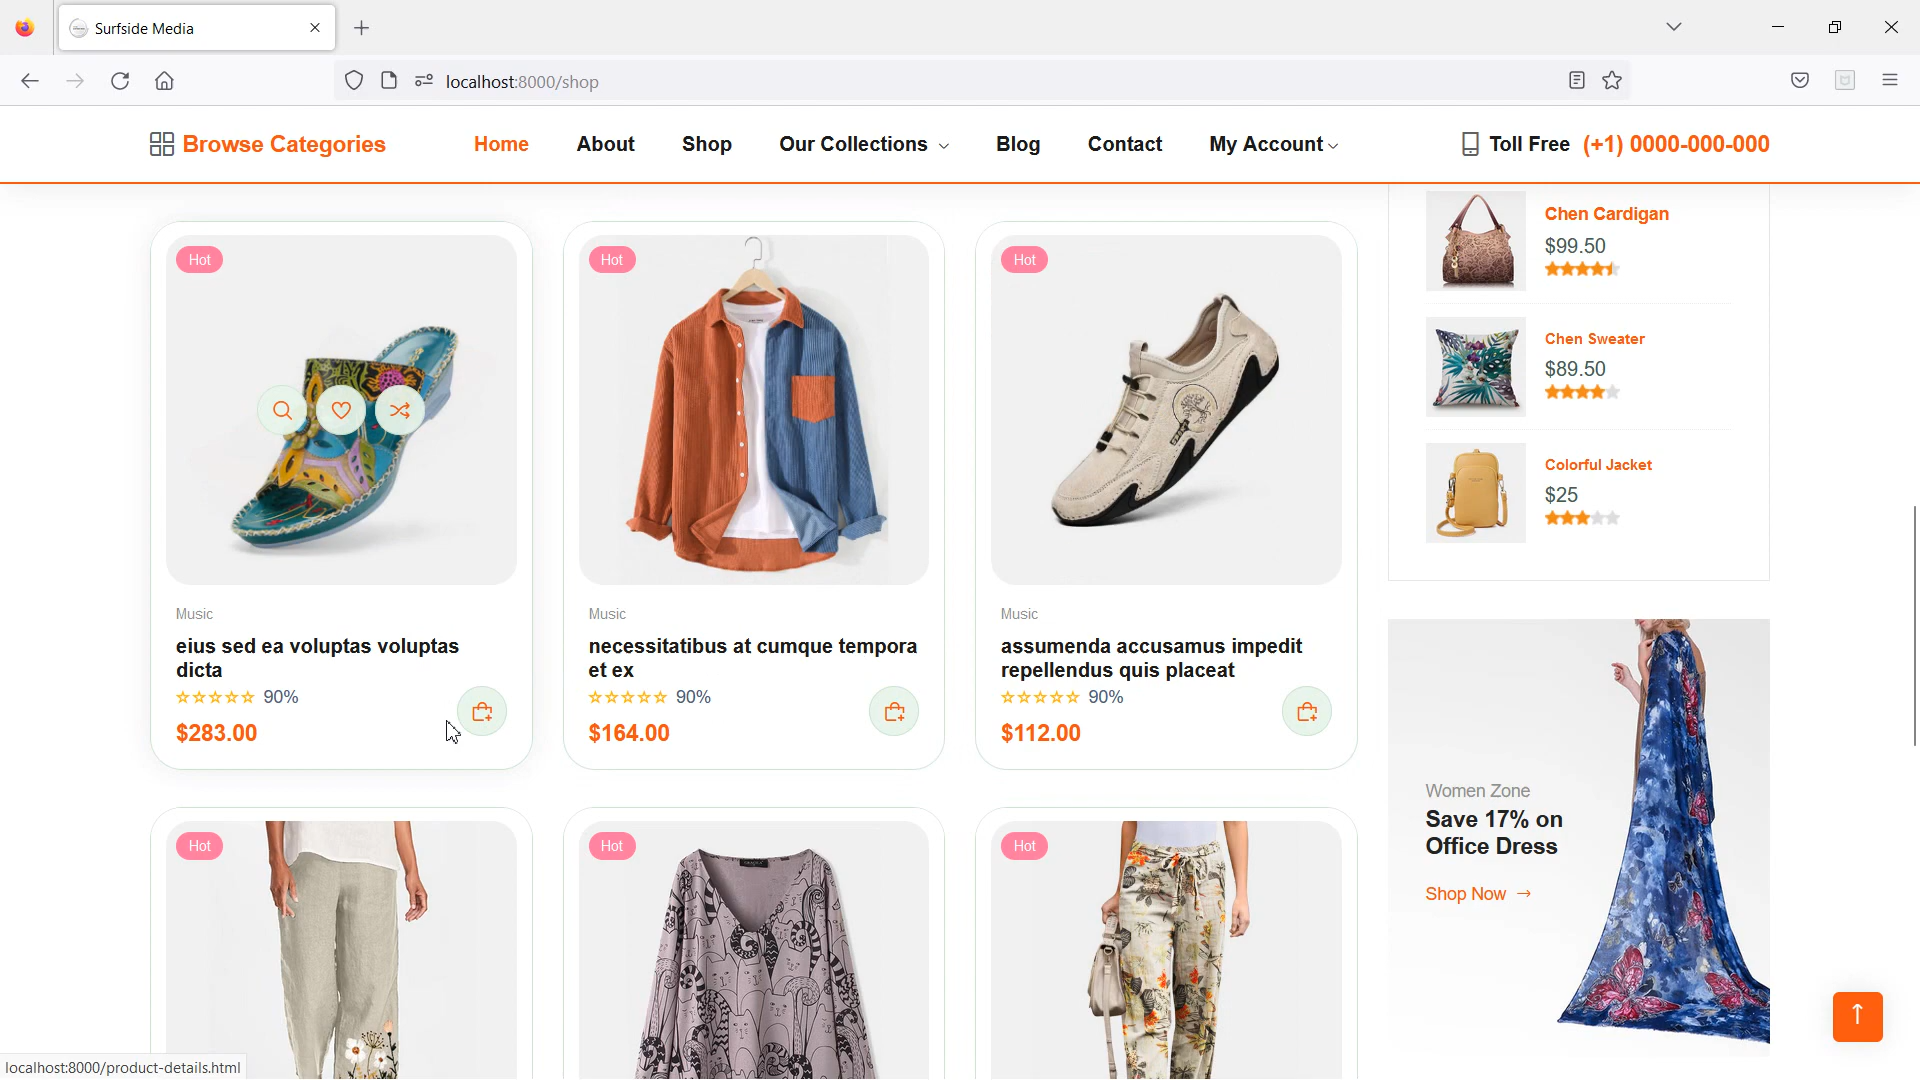 Surfside Media
localhost:8000/shop
Browse Categories
Home
About
Shop
Our Collections
Blog
Contact
My Account
Toll Free (+1) 0000-000-000
Hot
Hot
Hot
Music
eius sed ea voluptas voluptas
dicta
90%
$283.00
Music
necessitatibus at cumque tempora
et ex
90%
$164.00
Music
assumenda accusamus impedit
repellendus quis placeat
90%
$112.00
Hot
Hot
Hot
Chen Cardigan
$99.50
Chen Sweater
$89.50
Colorful Jacket
$25
Women Zone
Save 17% on
Office Dress
Shop Now →
localhost:8000/product-details.html